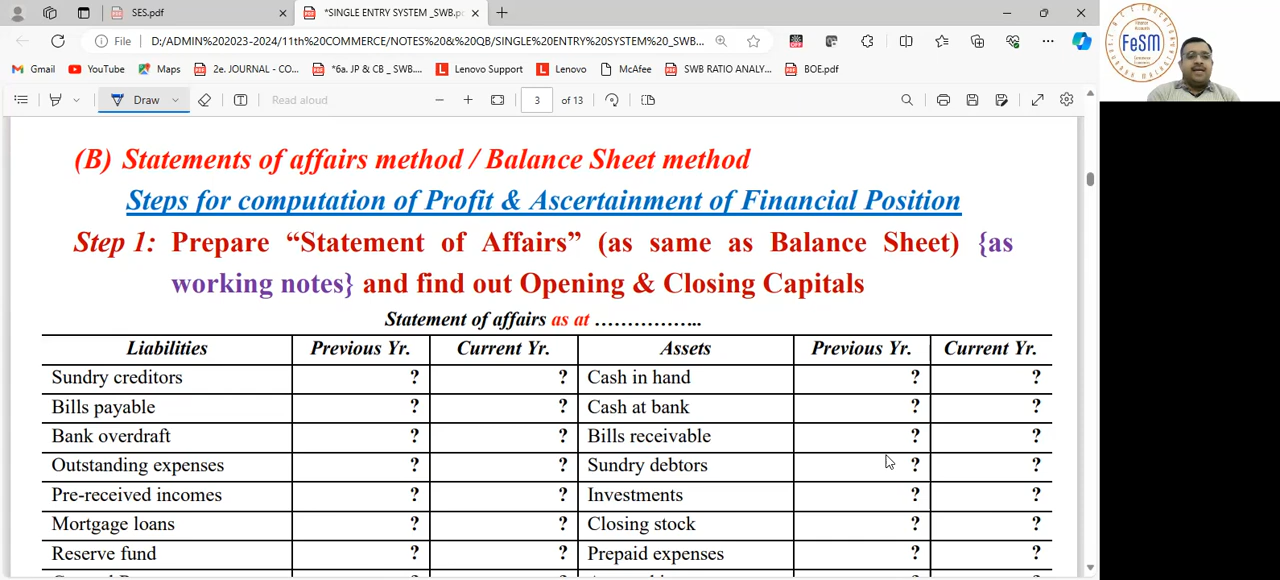 SES.pdf
*SINGLE ENTRY SYSTEM _SWB.p
File
D:/ADMIN%202023-2024/11th%20COMMERCE/NOTES%20&%20QB/SINGLE%20ENTRY%20SYSTEM%20_SWB...
Gmail
YouTube
Maps
2e. JOURNAL - CO...
*6a. JP & CB _ SWB....
Lenovo Support
Lenovo
McAfee
SWB RATIO ANALY...
BOE.pdf
Draw
Read aloud
3
of 13
FeSM
(B) Statements of affairs method / Balance Sheet method
Steps for computation of Profit & Ascertainment of Financial Position
Step 1: Prepare “Statement of Affairs” (as same as Balance Sheet) {as
working notes} and find out Opening & Closing Capitals
Statement of affairs as at ……………..
Liabilities Previous Yr. Current Yr. Assets Previous Yr. Current Yr.
Sundry creditors ? ? Cash in hand ? ?
Bills payable ? ? Cash at bank ? ?
Bank overdraft ? ? Bills receivable ? ?
Outstanding expenses ? ? Sundry debtors ? ?
Pre-received incomes ? ? Investments ? ?
Mortgage loans ? ? Closing stock ? ?
Reserve fund ? ? Prepaid expenses ? ?